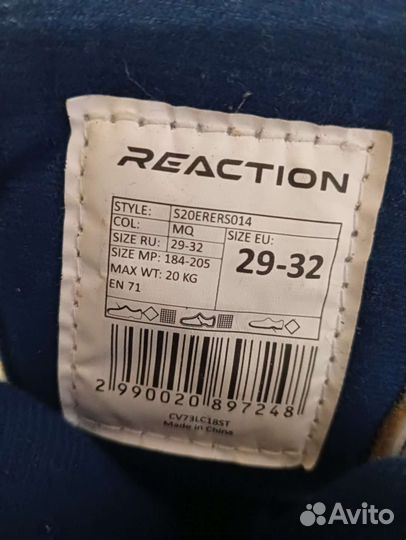 REACTION
STYLE: S20ERERS014
COL: MQ
SIZE RU: 29-32
SIZE MP: 184-205
MAX WT: 20 KG
EN 71
SIZE EU:
29-32
2 990020 897248
CV73LC18ST
Made in China
Avito